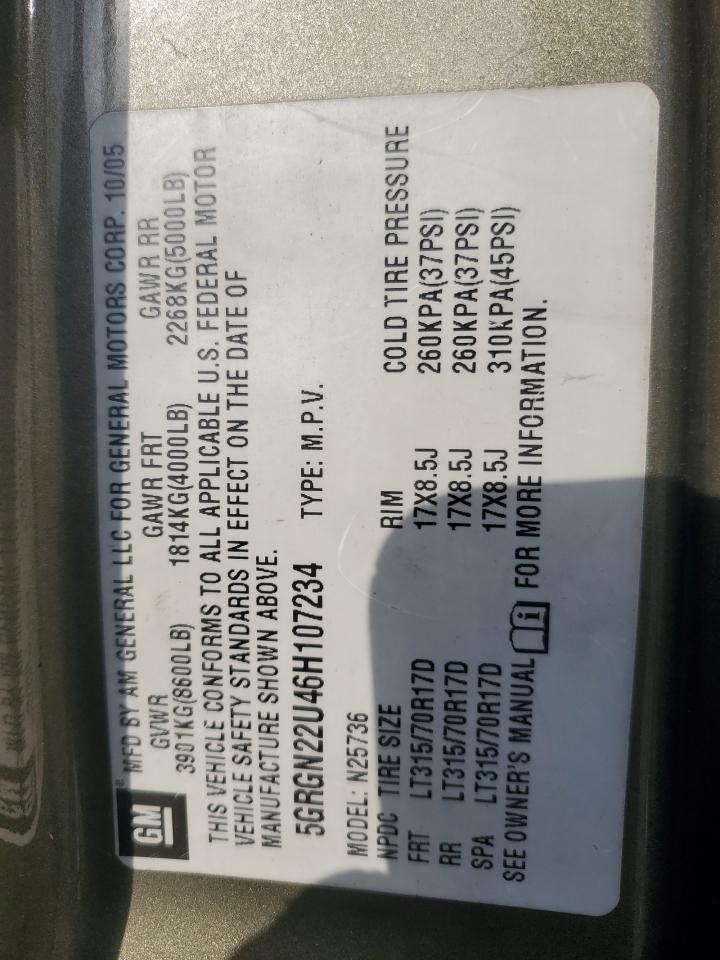 GM
MFD BY AM GENERAL LLC FOR GENERAL MOTORS CORP. 10/05
GVWR GAWR FRT GAWR RR
3901KG(8600LB) 1814KG(4000LB) 2268KG(5000LB)
THIS VEHICLE CONFORMS TO ALL APPLICABLE U.S. FEDERAL MOTOR
VEHICLE SAFETY STANDARDS IN EFFECT ON THE DATE OF
MANUFACTURE SHOWN ABOVE.
5GRGN22U46H107234 TYPE: M.P.V.
MODEL: N25736
NPDC TIRE SIZE RIM COLD TIRE PRESSURE
FRT LT315/70R17D 17X8.5J 260KPA(37PSI)
RR LT315/70R17D 17X8.5J 260KPA(37PSI)
SPA LT315/70R17D 17X8.5J 310KPA(45PSI)
SEE OWNER'S MANUAL i FOR MORE INFORMATION.